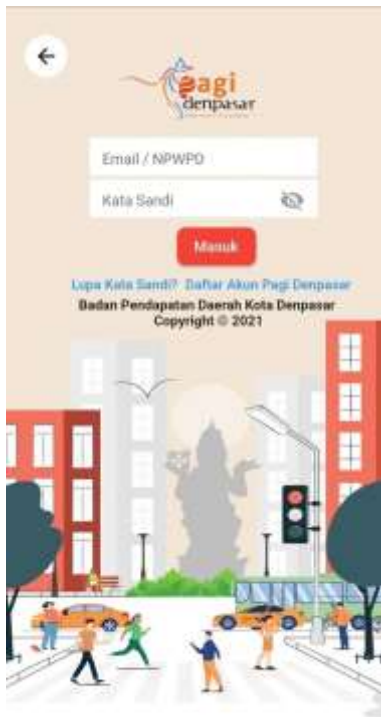 pagi
denpasar
Email / NPWPD
Kata Sandi
Masuk
Lupa Kata Sandi? Daftar Akun Pagi Denpasar
Badan Pendapatan Daerah Kota Denpasar
Copyright © 2021